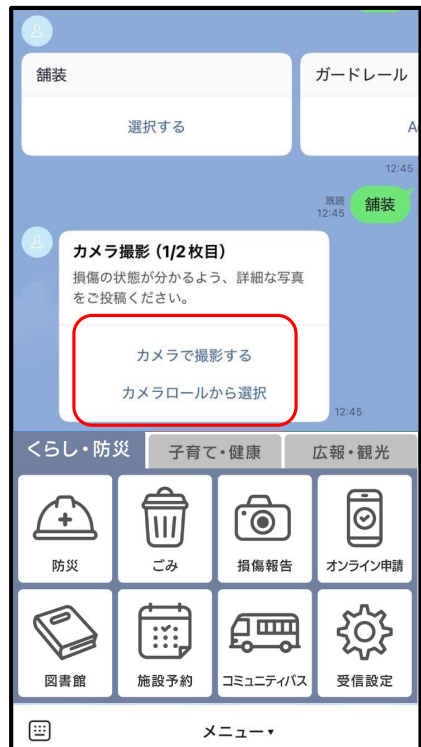 舗装
ガードレール
選択する
A
12:45
既読
12:45
舗装
カメラ撮影（1/2枚目）
損傷の状態が分かるよう、詳細な写真
をご投稿ください。
カメラで撮影する
カメラロールから選択
12:45
くらし・防災
子育て・健康
広報・観光
防災
ごみ
損傷報告
オンライン申請
図書館
施設予約
コミュニティバス
受信設定
メニュー▾